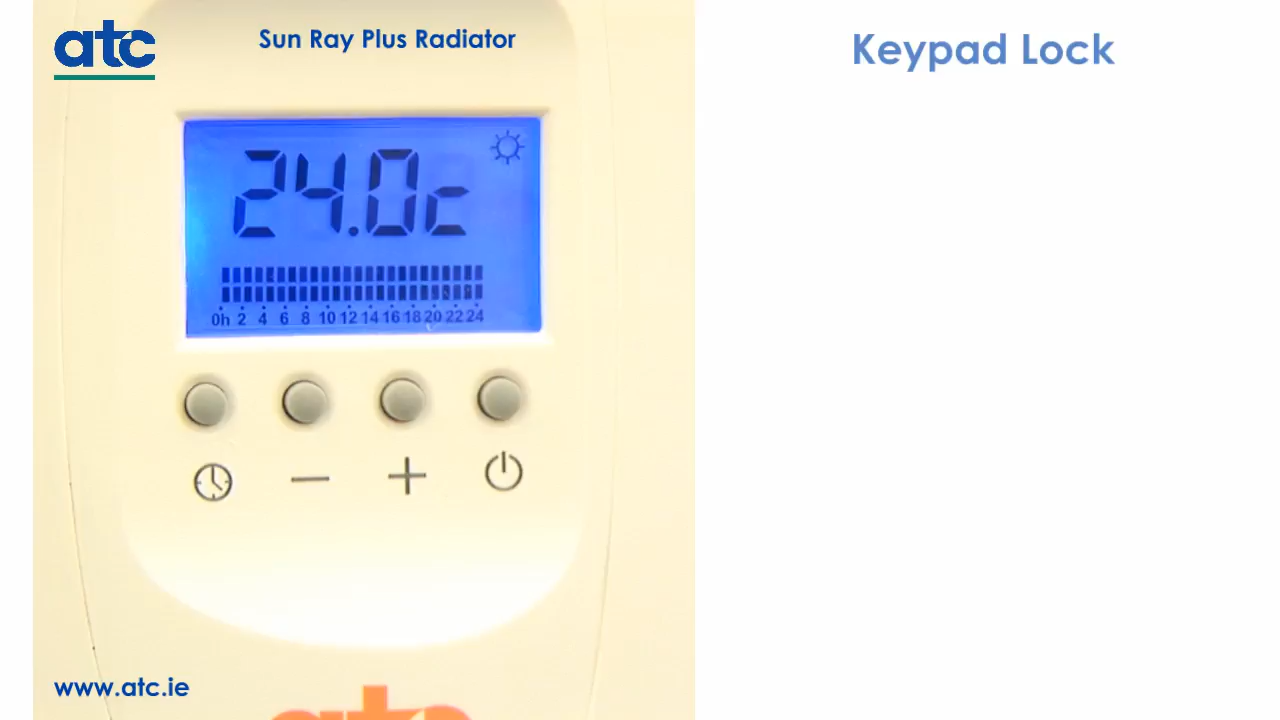 atc
Sun Ray Plus Radiator
Keypad Lock
24.0c
0h 2 4 6 8 10 12 14 16 18 20 22 24
www.atc.ie
atc